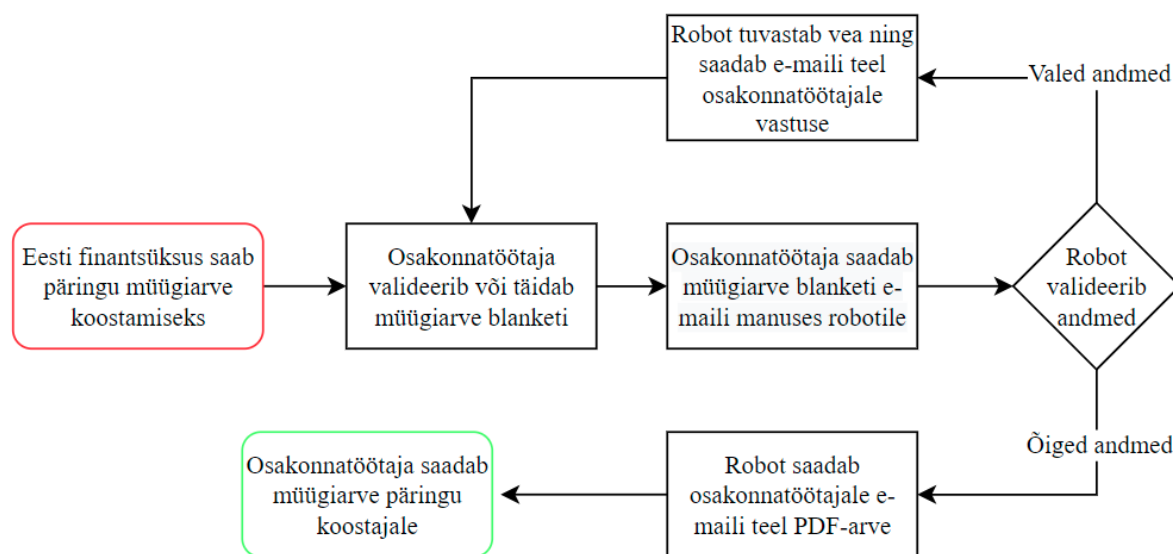 Robot tuvastab vea ning
saadab e-maili teel
osakonnatöötajale
vastuse
Valed andmed
Eesti finantsüksus saab
päringu müügiarve
koostamiseks
Osakonnatöötaja
valideerib või täidab
müügiarve blanketi
Osakonnatöötaja saadab
müügiarve blanketi e-
maili manuses robotile
Robot
valideerib
andmed
Õiged andmed
Robot saadab
osakonnatöötajale e-
maili teel PDF-arve
Osakonnatöötaja saadab
müügiarve päringu
koostajale